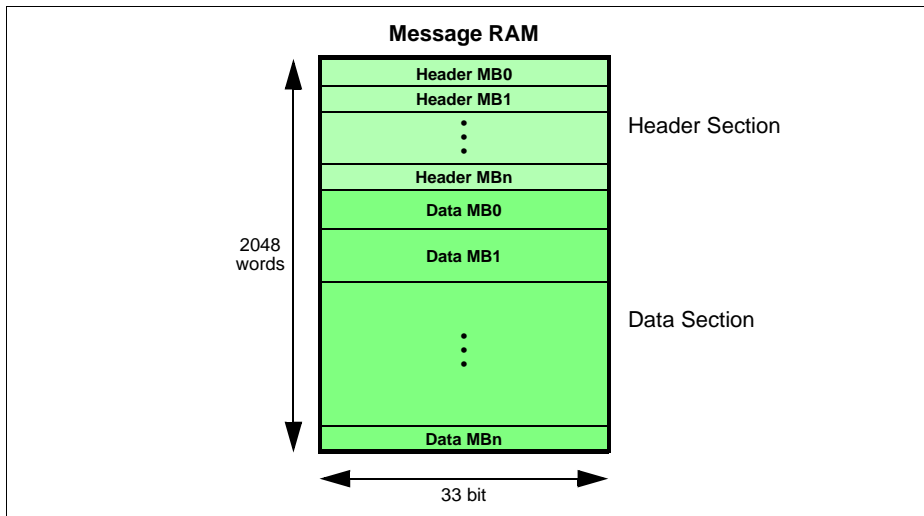 Message RAM
Header MB0
Header MB1
Header Section
Header MBn
Data MB0
2048
words
Data MB1
Data Section
Data MBn
33 bit